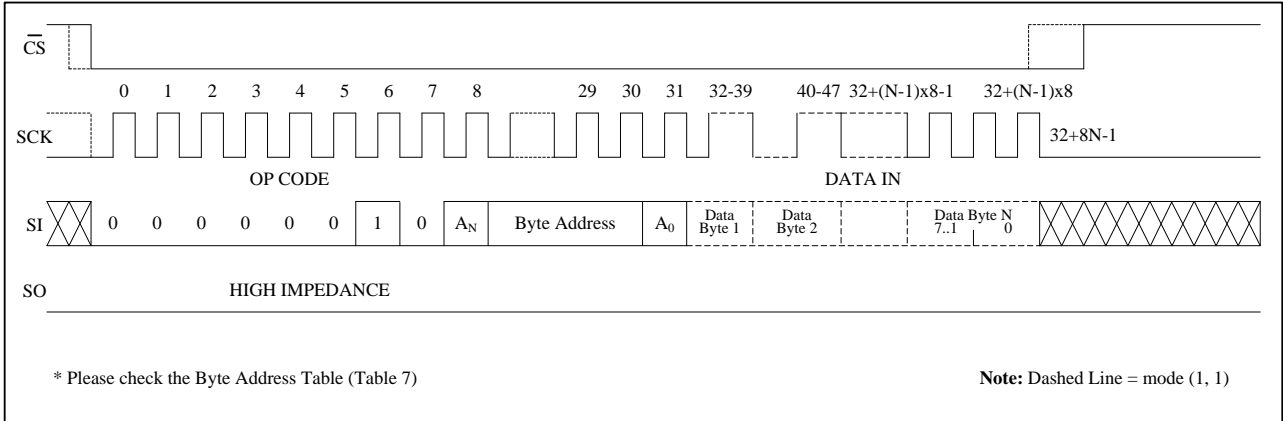 CS
0 1 2 3 4 5 6 7 8 29 30 31 32-39 40-47 32+(N-1)x8-1 32+(N-1)x8
SCK
32+8N-1
OP CODE DATA IN
SI 0 0 0 0 0 0 1 0 AN Byte Address A0 Data Byte 1 Data Byte 2 Data Byte N 7..1 0
SO HIGH IMPEDANCE
* Please check the Byte Address Table (Table 7) Note: Dashed Line = mode (1, 1)